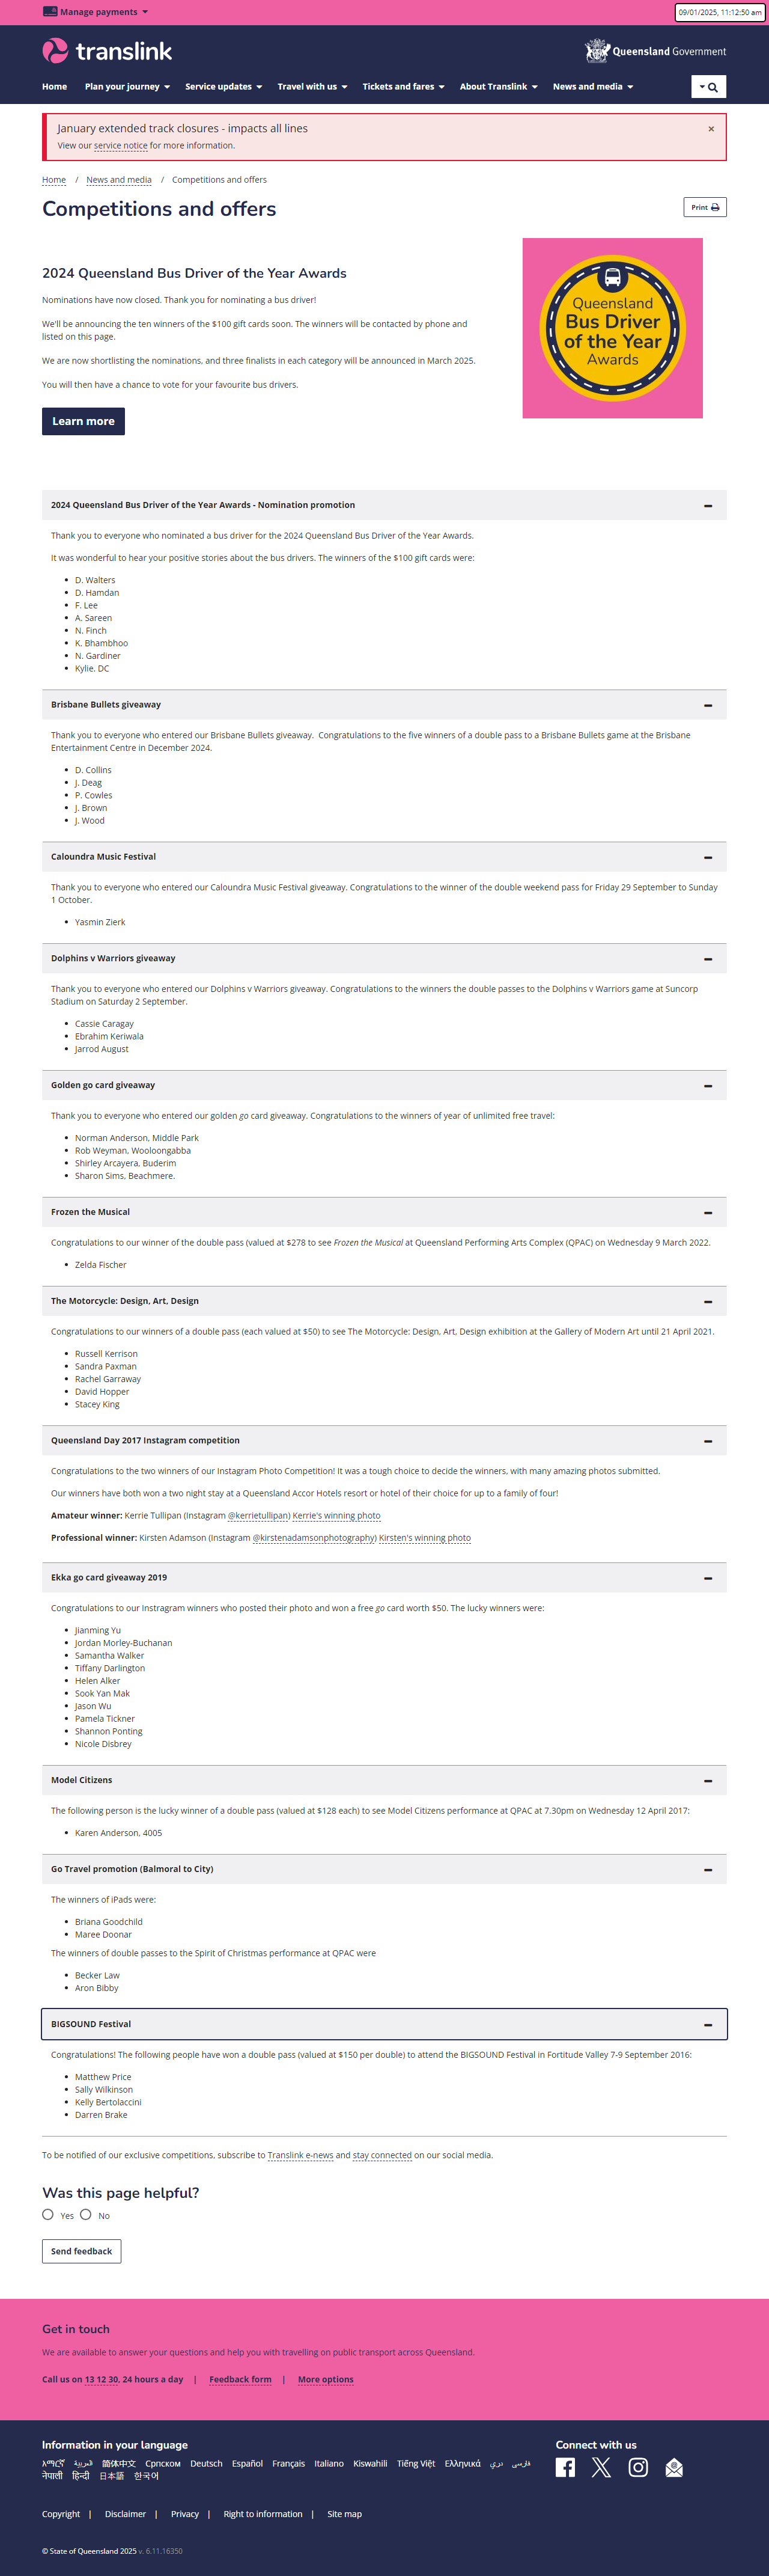 Manage payments
09/01/2025, 11:12:50 am
translink
Queensland Government
Home Plan your journey Service updates Travel with us Tickets and fares About Translink News and media
January extended track closures - impacts all lines
×
View our service notice for more information.
Home / News and media / Competitions and offers
Competitions and offers
Print
2024 Queensland Bus Driver of the Year Awards
Nominations have now closed. Thank you for nominating a bus driver!
We'll be announcing the ten winners of the $100 gift cards soon. The winners will be contacted by phone and
listed on this page.
We are now shortlisting the nominations, and three finalists in each category will be announced in March 2025.
You will then have a chance to vote for your favourite bus drivers.
Learn more
Queensland
Bus Driver
of the Year
Awards
2024 Queensland Bus Driver of the Year Awards - Nomination promotion
Thank you to everyone who nominated a bus driver for the 2024 Queensland Bus Driver of the Year Awards.
It was wonderful to hear your positive stories about the bus drivers. The winners of the $100 gift cards were:
D. Walters
D. Hamdan
F. Lee
A. Sareen
N. Finch
K. Bhambhoo
N. Gardiner
Kylie. DC
Brisbane Bullets giveaway
Thank you to everyone who entered our Brisbane Bullets giveaway. Congratulations to the five winners of a double pass to a Brisbane Bullets game at the Brisbane
Entertainment Centre in December 2024.
D. Collins
J. Deag
P. Cowles
J. Brown
J. Wood
Caloundra Music Festival
Thank you to everyone who entered our Caloundra Music Festival giveaway. Congratulations to the winner of the double weekend pass for Friday 29 September to Sunday
1 October.
Yasmin Zierk
Dolphins v Warriors giveaway
Thank you to everyone who entered our Dolphins v Warriors giveaway. Congratulations to the winners the double passes to the Dolphins v Warriors game at Suncorp
Stadium on Saturday 2 September.
Cassie Caragay
Ebrahim Keriwala
Jarrod August
Golden go card giveaway
Thank you to everyone who entered our golden go card giveaway. Congratulations to the winners of year of unlimited free travel:
Norman Anderson, Middle Park
Rob Weyman, Wooloongabba
Shirley Arcayera, Buderim
Sharon Sims, Beachmere.
Frozen the Musical
Congratulations to our winner of the double pass (valued at $278 to see Frozen the Musical at Queensland Performing Arts Complex (QPAC) on Wednesday 9 March 2022.
Zelda Fischer
The Motorcycle: Design, Art, Design
Congratulations to our winners of a double pass (each valued at $50) to see The Motorcycle: Design, Art, Design exhibition at the Gallery of Modern Art until 21 April 2021.
Russell Kerrison
Sandra Paxman
Rachel Garraway
David Hopper
Stacey King
Queensland Day 2017 Instagram competition
Congratulations to the two winners of our Instagram Photo Competition! It was a tough choice to decide the winners, with many amazing photos submitted.
Our winners have both won a two night stay at a Queensland Accor Hotels resort or hotel of their choice for up to a family of four!
Amateur winner: Kerrie Tullipan (Instagram @kerrietullipan) Kerrie's winning photo
Professional winner: Kirsten Adamson (Instagram @kirstenadamsonphotography) Kirsten's winning photo
Ekka go card giveaway 2019
Congratulations to our Instragram winners who posted their photo and won a free go card worth $50. The lucky winners were:
Jianming Yu
Jordan Morley-Buchanan
Samantha Walker
Tiffany Darlington
Helen Alker
Sook Yan Mak
Jason Wu
Pamela Tickner
Shannon Ponting
Nicole Disbrey
Model Citizens
The following person is the lucky winner of a double pass (valued at $128 each) to see Model Citizens performance at QPAC at 7.30pm on Wednesday 12 April 2017:
Karen Anderson, 4005
Go Travel promotion (Balmoral to City)
The winners of iPads were:
Briana Goodchild
Maree Doonar
The winners of double passes to the Spirit of Christmas performance at QPAC were
Becker Law
Aron Bibby
BIGSOUND Festival
Congratulations! The following people have won a double pass (valued at $150 per double) to attend the BIGSOUND Festival in Fortitude Valley 7-9 September 2016:
Matthew Price
Sally Wilkinson
Kelly Bertolaccini
Darren Brake
To be notified of our exclusive competitions, subscribe to Translink e-news and stay connected on our social media.
Was this page helpful?
Yes No
Send feedback
Get in touch
We are available to answer your questions and help you with travelling on public transport across Queensland.
Call us on 13 12 30, 24 hours a day | Feedback form | More options
Information in your language
Connect with us
አማርኛ العربية 简体中文 Српском Deutsch Español Français Italiano Kiswahili Tiếng Việt Ελληνικά دری فارسی
नेपाली हिन्दी 日本語 한국어
Copyright | Disclaimer | Privacy | Right to information | Site map
© State of Queensland 2025 v. 6.11.16350